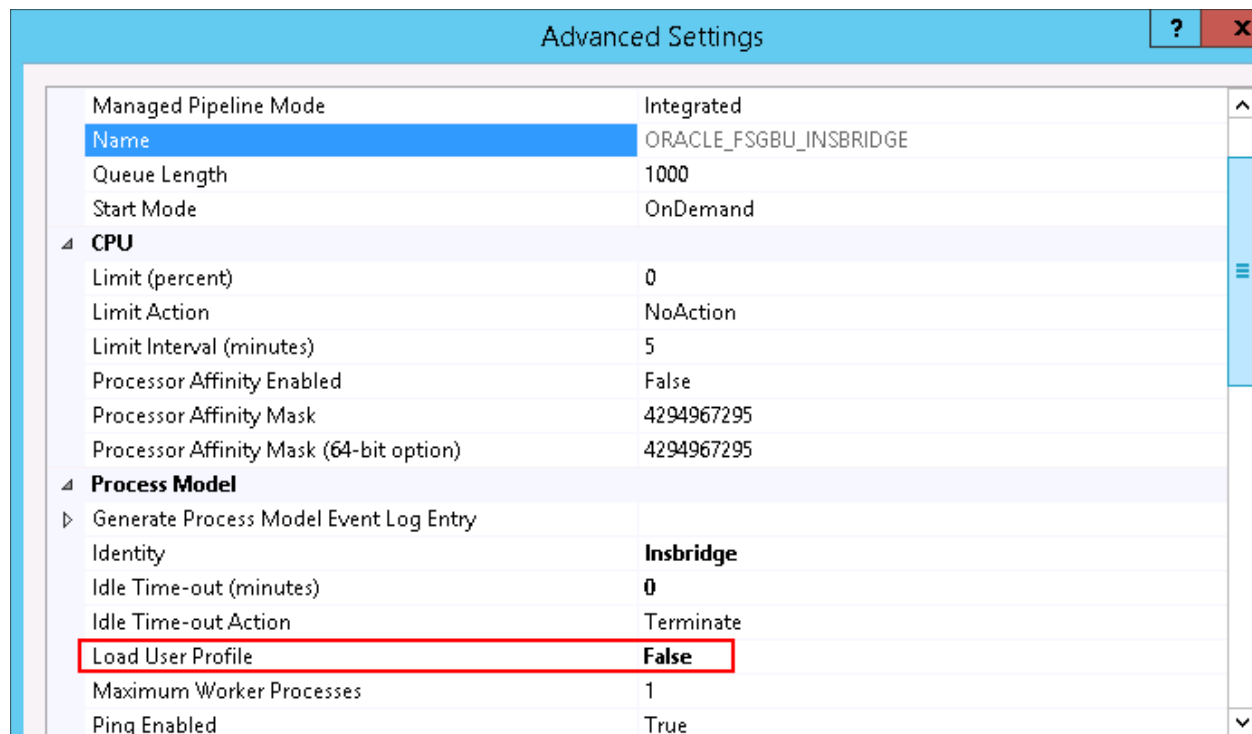 Advanced Settings
?
x
Managed Pipeline Mode Integrated
Name ORACLE_FSGBU_INSBRIDGE
Queue Length 1000
Start Mode OnDemand
CPU
Limit (percent) 0
Limit Action NoAction
Limit Interval (minutes) 5
Processor Affinity Enabled False
Processor Affinity Mask 4294967295
Processor Affinity Mask (64-bit option) 4294967295
Process Model
Generate Process Model Event Log Entry
Identity Insbridge
Idle Time-out (minutes) 0
Idle Time-out Action Terminate
Load User Profile False
Maximum Worker Processes 1
Ping Enabled True